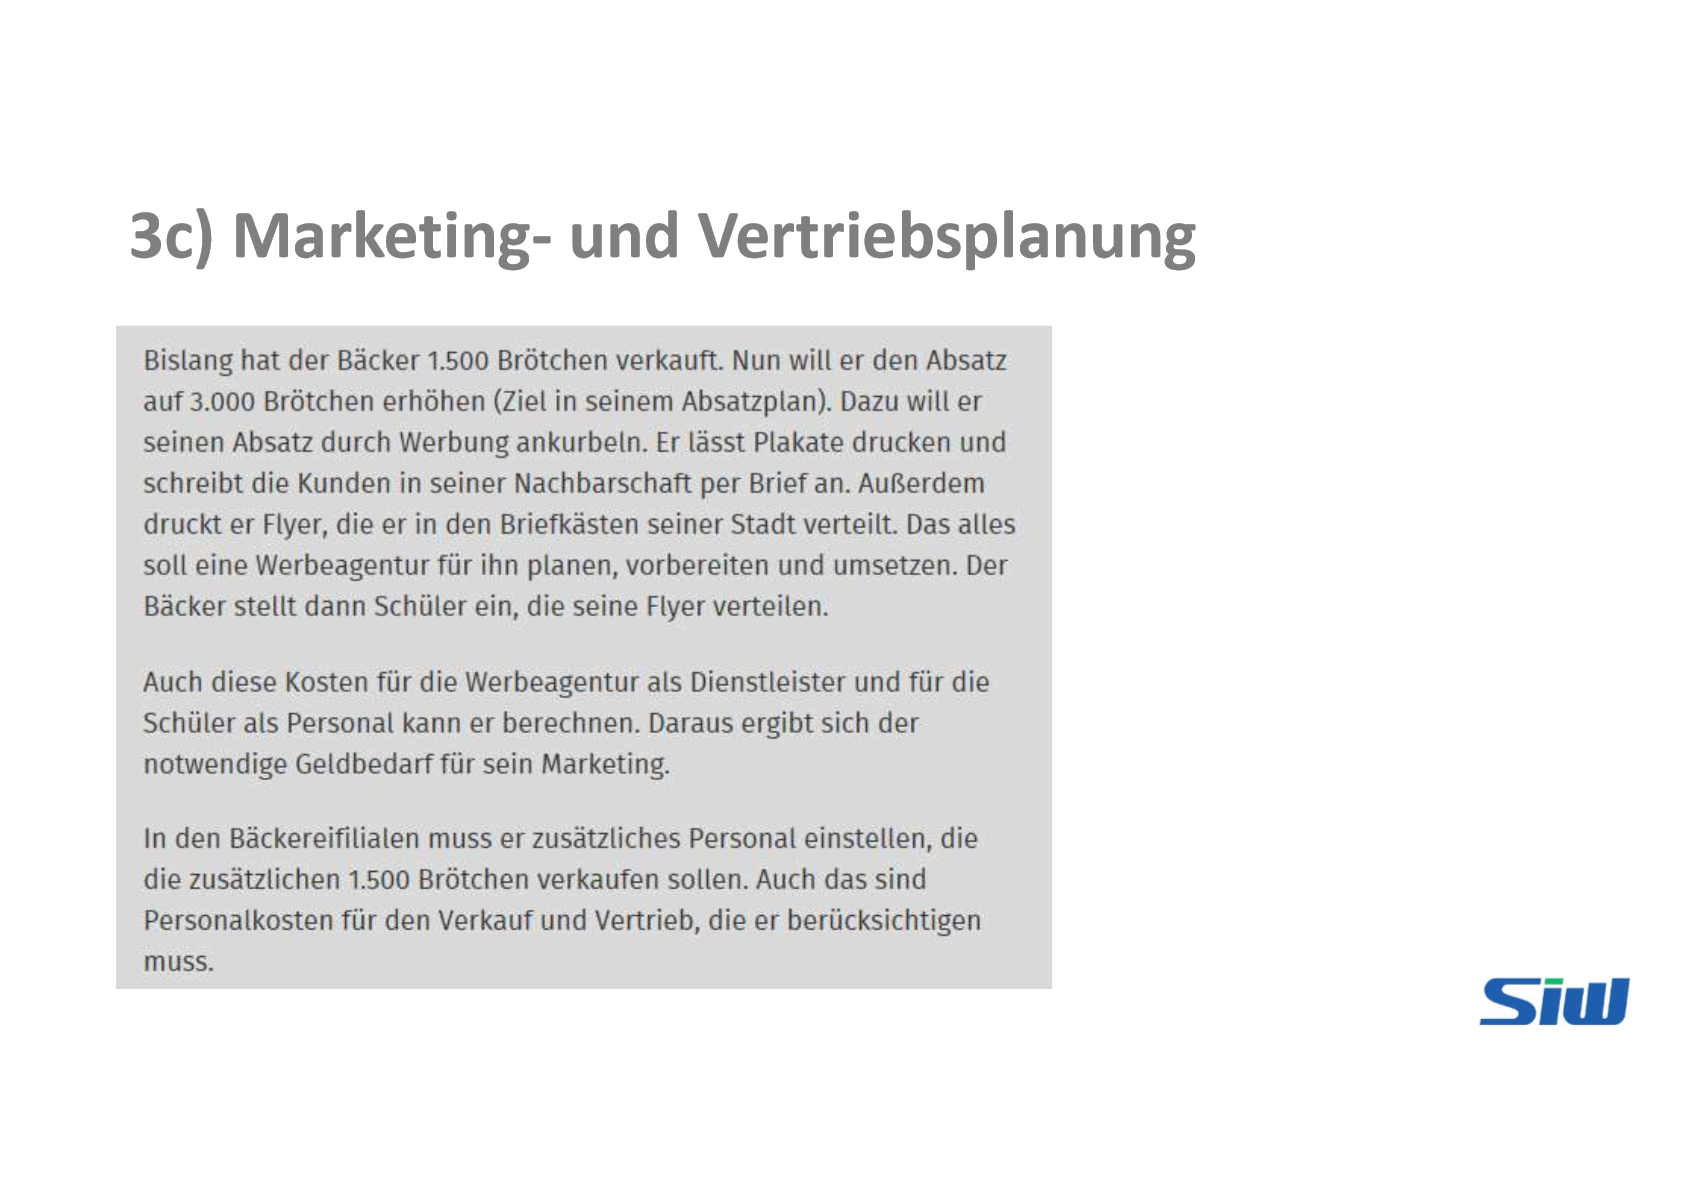 3c) Marketing- und Vertriebsplanung
Bislang hat der Bäcker 1.500 Brötchen verkauft. Nun will er den Absatz
auf 3.000 Brötchen erhöhen (Ziel in seinem Absatzplan). Dazu will er
seinen Absatz durch Werbung ankurbeln. Er lässt Plakate drucken und
schreibt die Kunden in seiner Nachbarschaft per Brief an. Außerdem
druckt er Flyer, die er in den Briefkästen seiner Stadt verteilt. Das alles
soll eine Werbeagentur für ihn planen, vorbereiten und umsetzen. Der
Bäcker stellt dann Schüler ein, die seine Flyer verteilen.
Auch diese Kosten für die Werbeagentur als Dienstleister und für die
Schüler als Personal kann er berechnen. Daraus ergibt sich der
notwendige Geldbedarf für sein Marketing.
In den Bäckereifilialen muss er zusätzliches Personal einstellen, die
die zusätzlichen 1.500 Brötchen verkaufen sollen. Auch das sind
Personalkosten für den Verkauf und Vertrieb, die er berücksichtigen
muss.
Siw